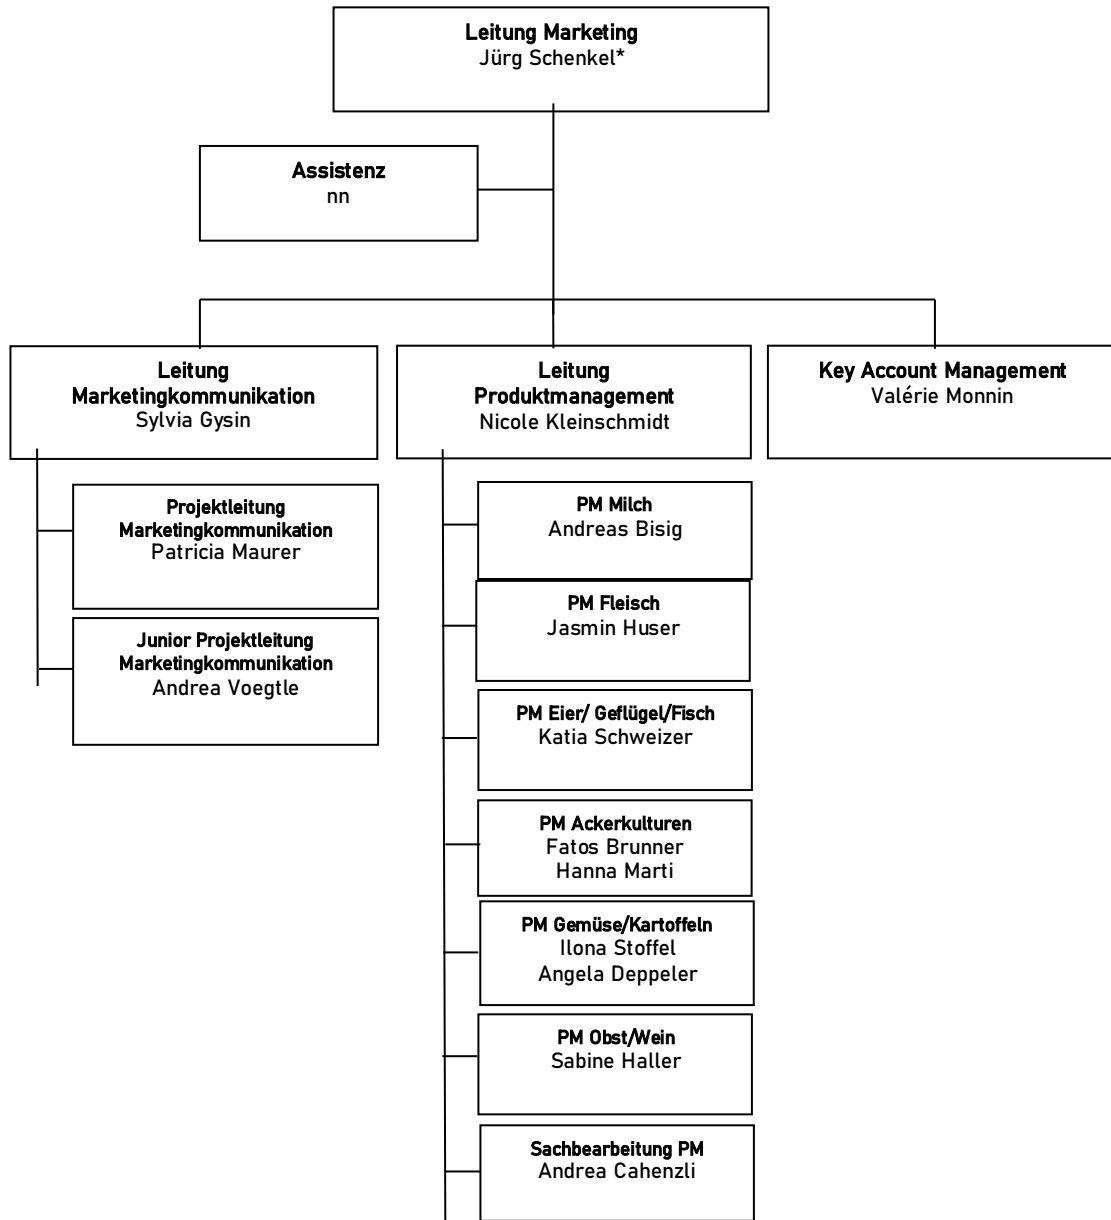 Leitung Marketing
Jürg Schenkel*
Assistenz
nn
Leitung
Marketingkommunikation
Sylvia Gysin
Projektleitung
Marketingkommunikation
Patricia Maurer
Junior Projektleitung
Marketingkommunikation
Andrea Voegtle
Leitung
Produktmanagement
Nicole Kleinschmidt
PM Milch
Andreas Bisig
PM Fleisch
Jasmin Huser
PM Eier/ Geflügel/Fisch
Katia Schweizer
PM Ackerkulturen
Fatos Brunner
Hanna Marti
PM Gemüse/Kartoffeln
Ilona Stoffel
Angela Deppeler
PM Obst/Wein
Sabine Haller
Sachbearbeitung PM
Andrea Cahenzli
Key Account Management
Valérie Monnin